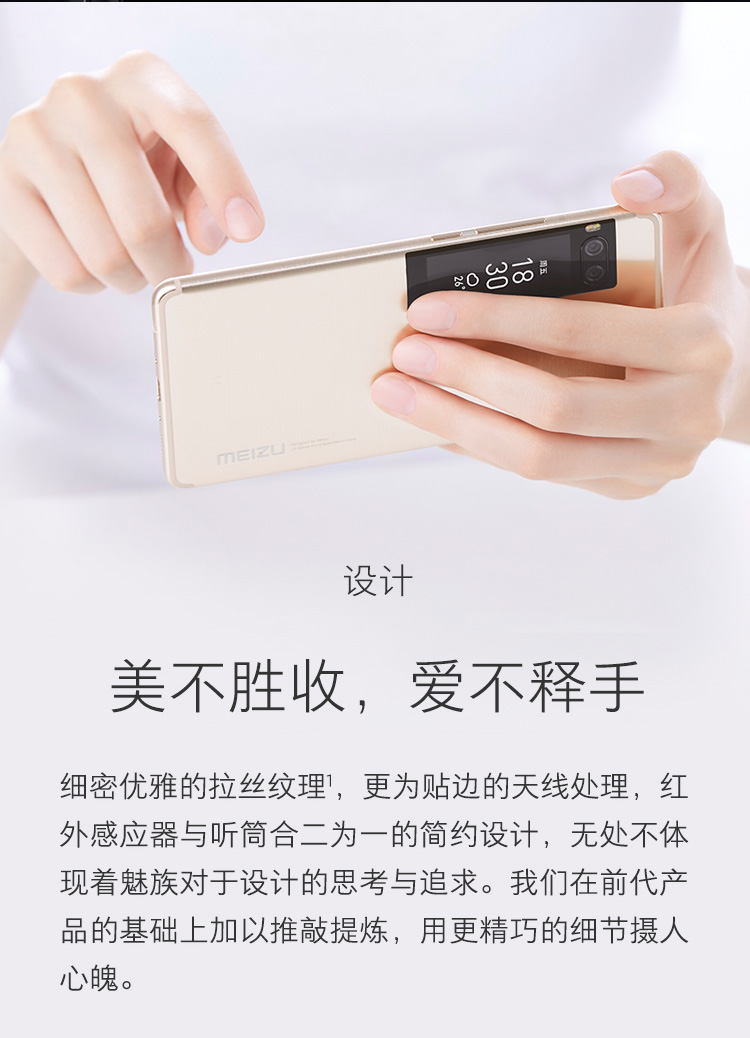 周五
18
30
26°
MEIZU
设计
美不胜收，爱不释手
细密优雅的拉丝纹理¹，更为贴边的天线处理，红
外感应器与听筒合二为一的简约设计，无处不体
现着魅族对于设计的思考与追求。我们在前代产
品的基础上加以推敲提炼，用更精巧的细节摄人
心魄。